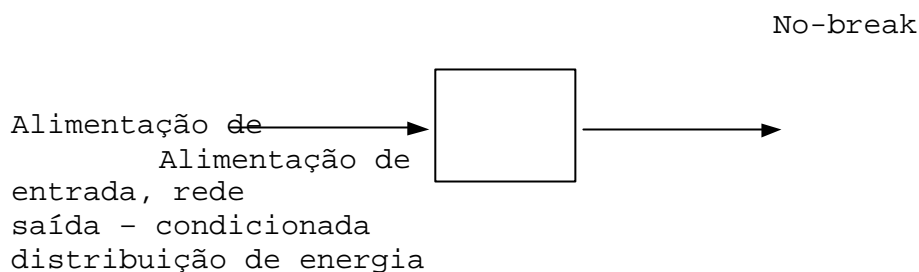 No-break
Alimentação de
Alimentação de
entrada, rede
saída – condicionada
distribuição de energia